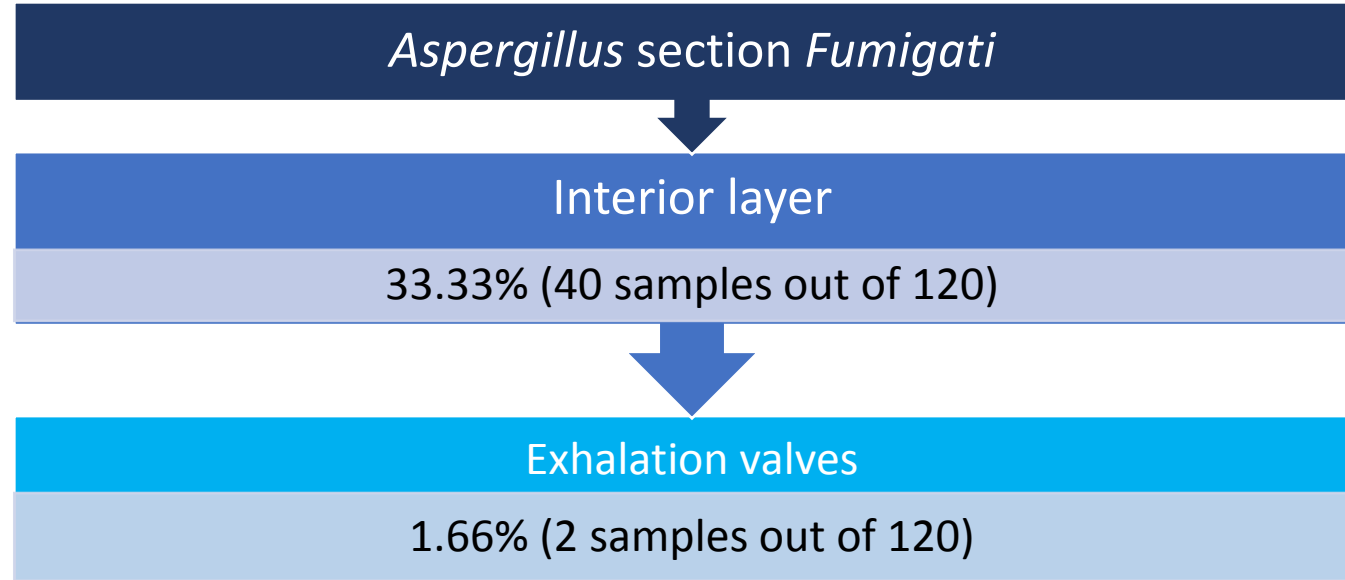 Aspergillus section Fumigati
Interior layer
33.33% (40 samples out of 120)
Exhalation valves
1.66% (2 samples out of 120)